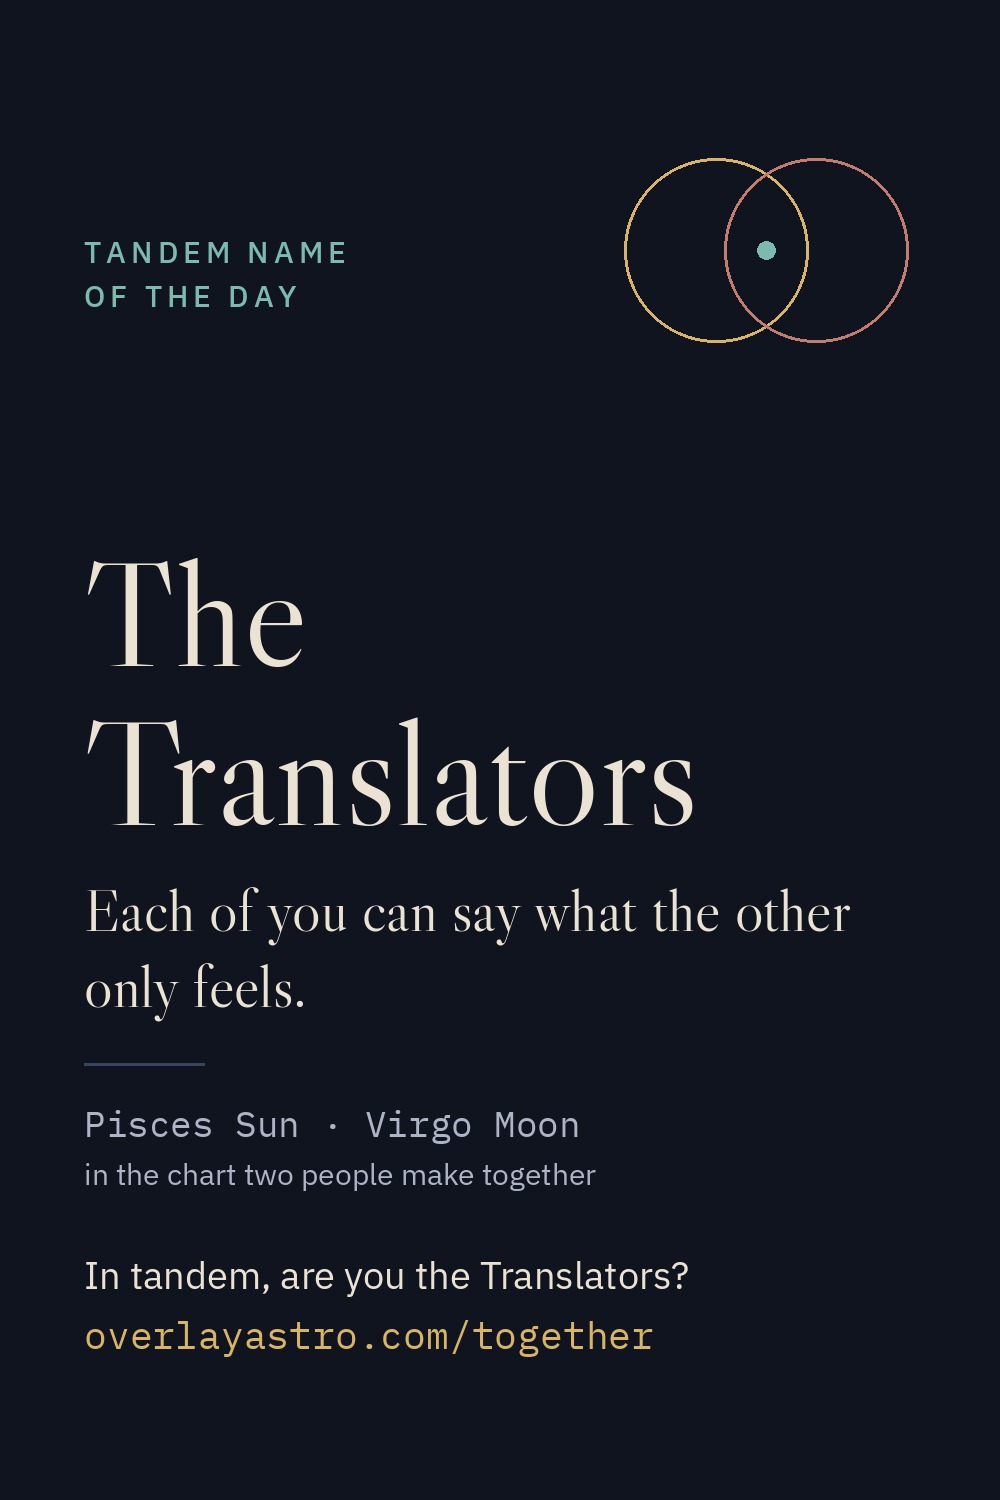 TANDEM NAME
OF THE DAY
The
Translators
Each of you can say what the other
only feels.
Pisces Sun · Virgo Moon
in the chart two people make together
In tandem, are you the Translators?
overlayastro.com/together